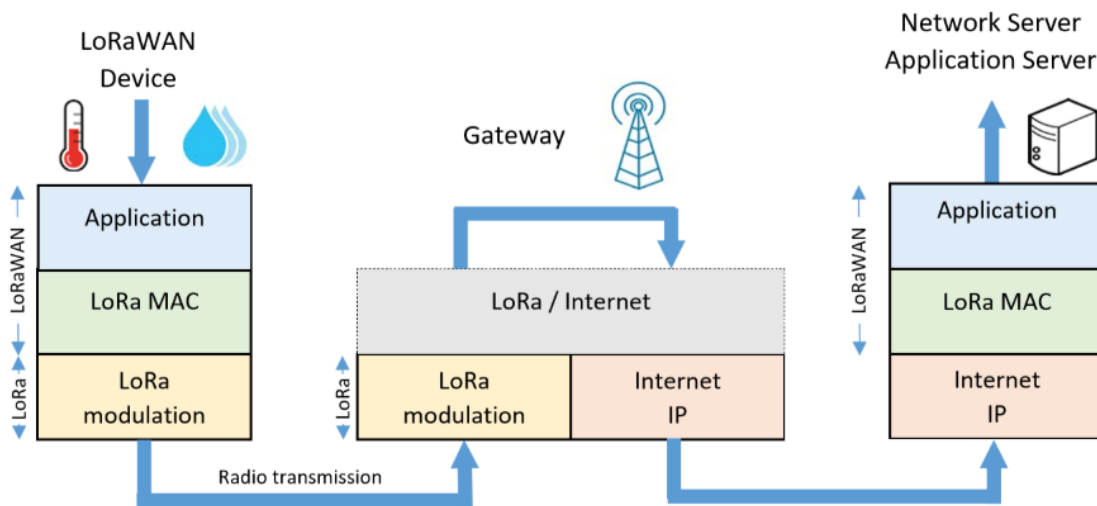 LoRaWAN
Device
Gateway
Network Server
Application Server
LoRaWAN
LoRa
Application
LoRa MAC
LoRa
modulation
Radio transmission
LoRa / Internet
LoRa
LoRa
modulation
Internet
IP
LoRaWAN
Application
LoRa MAC
Internet
IP